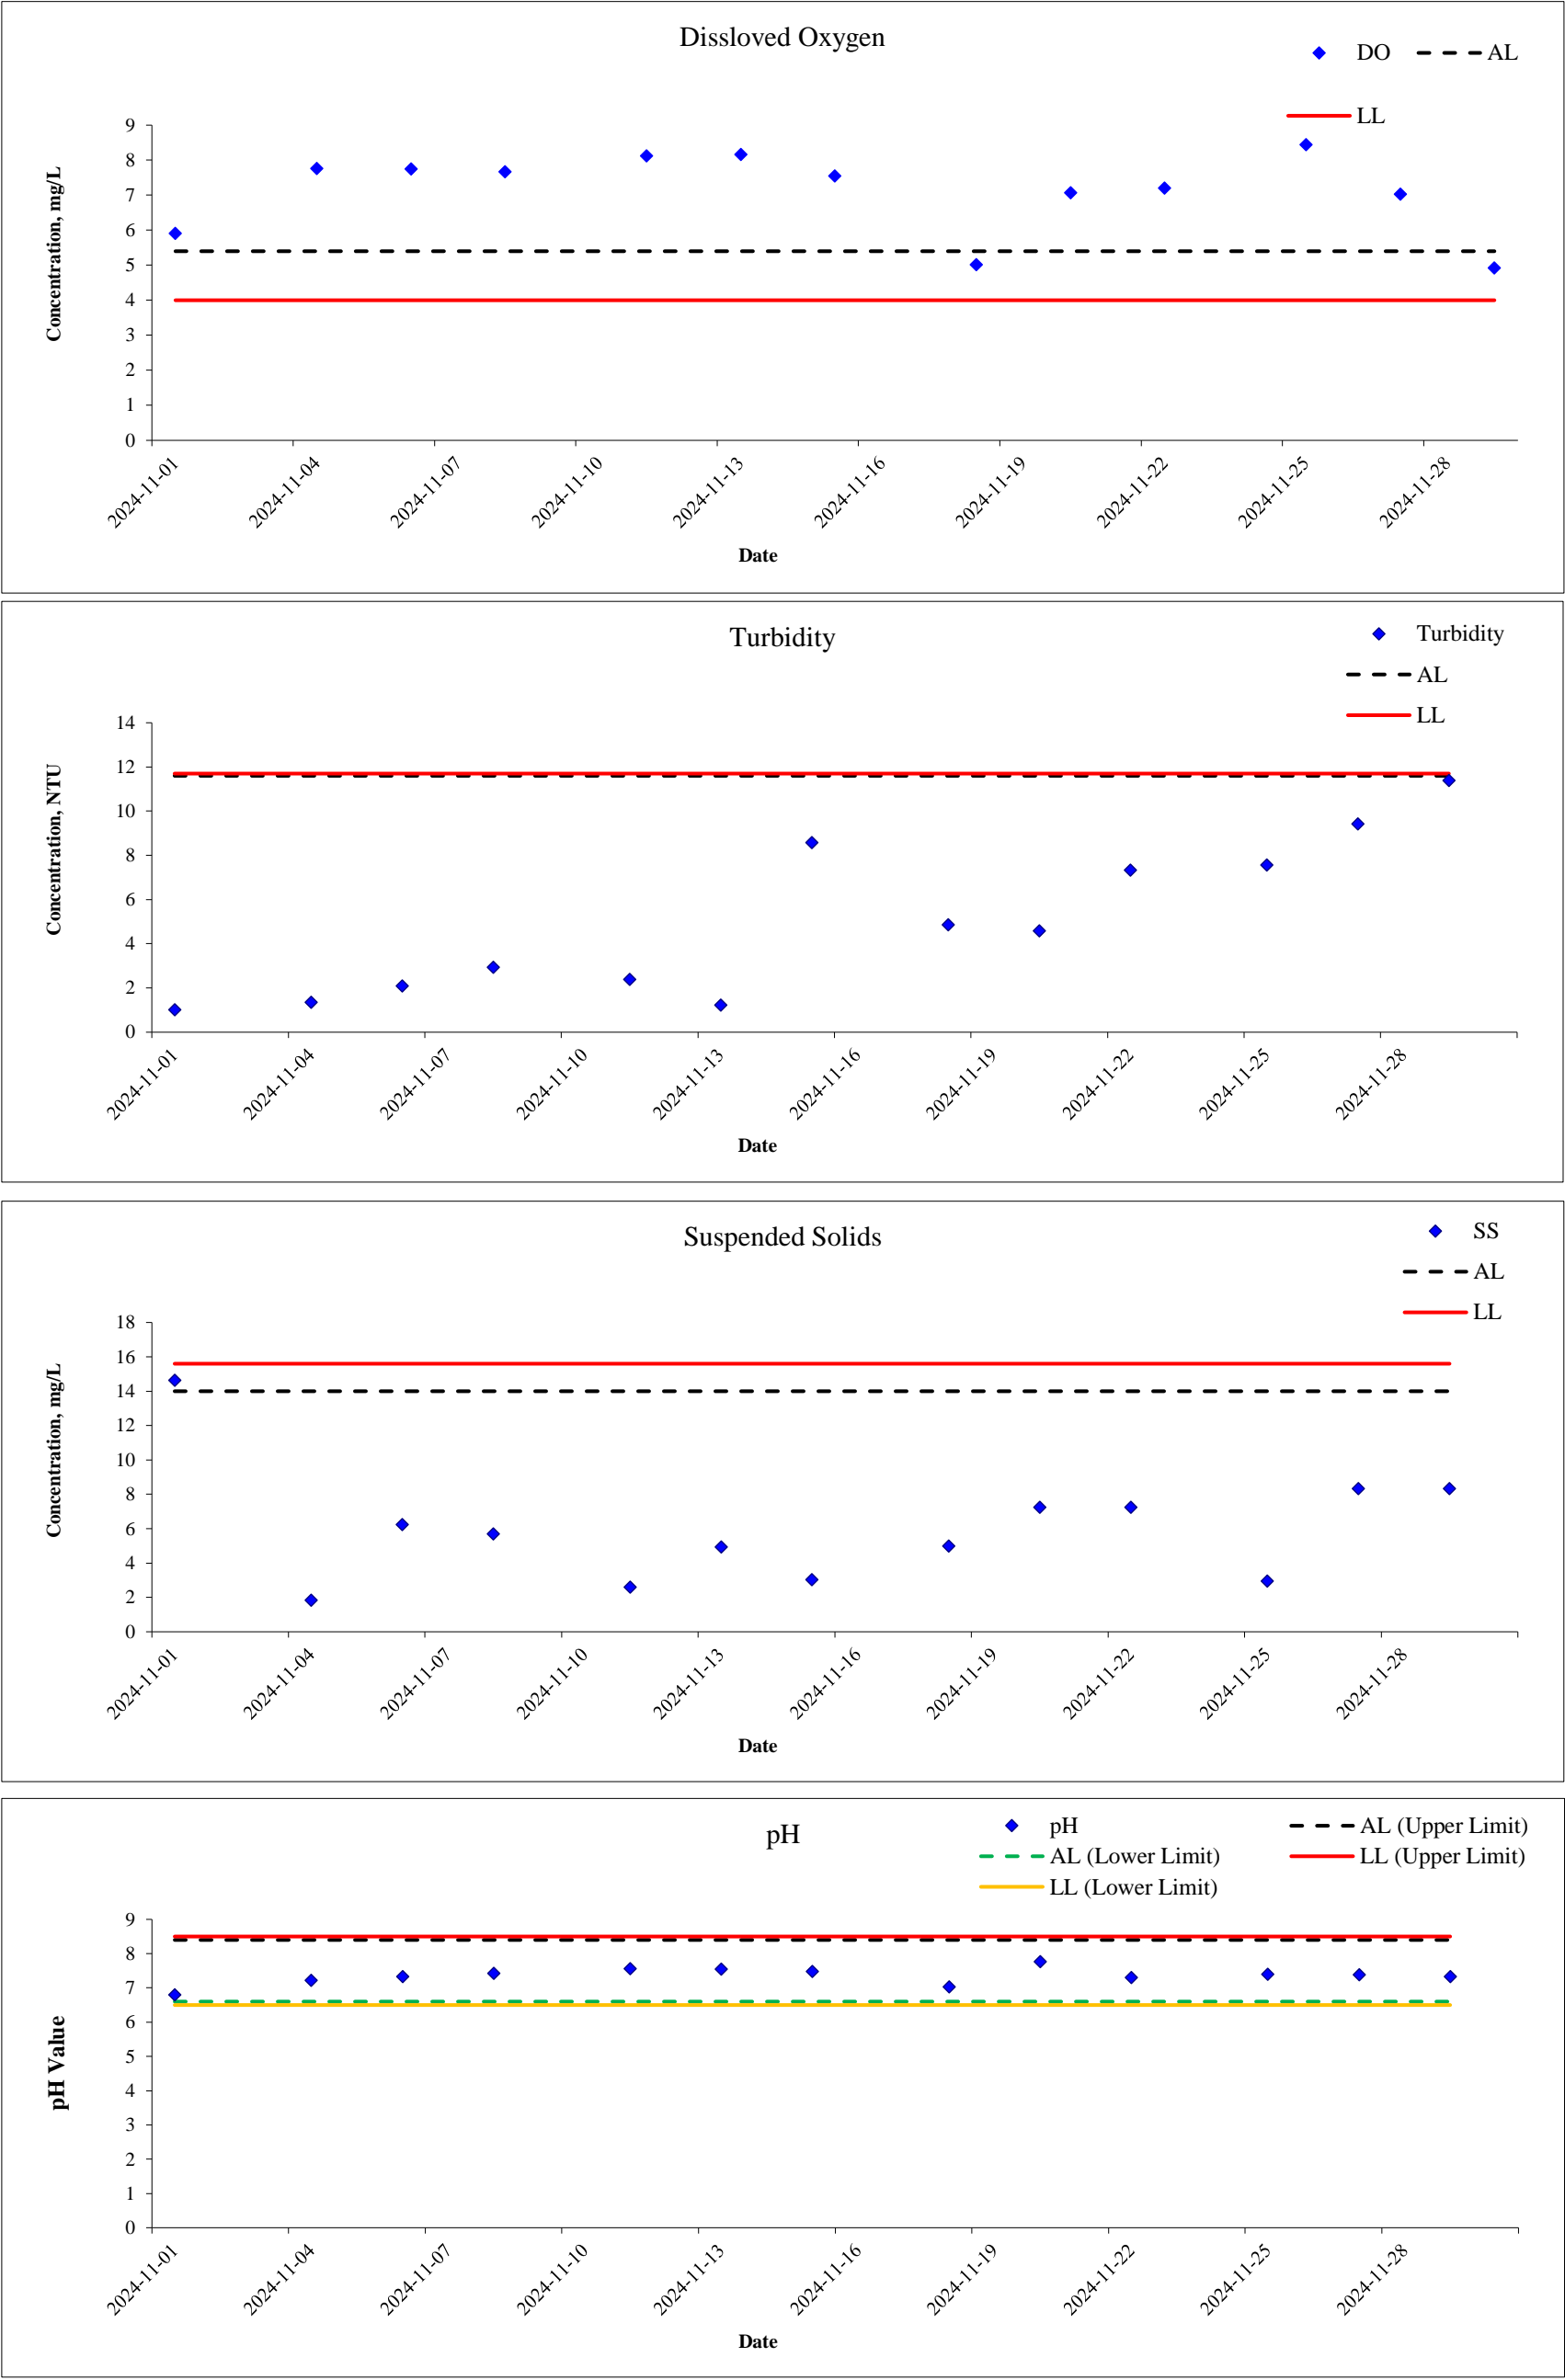 Dissloved Oxygen
DO AL
LL
9
8
7
6
5
4
3
2
1
0
Concentration, mg/L
2024-11-01 2024-11-04 2024-11-07 2024-11-10 2024-11-13 2024-11-16 2024-11-19 2024-11-22 2024-11-25 2024-11-28
Date
Turbidity
Turbidity
AL
LL
14
12
10
8
6
4
2
0
Concentration, NTU
2024-11-01 2024-11-04 2024-11-07 2024-11-10 2024-11-13 2024-11-16 2024-11-19 2024-11-22 2024-11-25 2024-11-28
Date
Suspended Solids
SS
AL
LL
18
16
14
12
10
8
6
4
2
0
Concentration, mg/L
2024-11-01 2024-11-04 2024-11-07 2024-11-10 2024-11-13 2024-11-16 2024-11-19 2024-11-22 2024-11-25 2024-11-28
Date
pH
pH AL (Upper Limit)
AL (Lower Limit) LL (Upper Limit)
LL (Lower Limit)
9
8
7
6
5
4
3
2
1
0
pH Value
2024-11-01 2024-11-04 2024-11-07 2024-11-10 2024-11-13 2024-11-16 2024-11-19 2024-11-22 2024-11-25 2024-11-28
Date